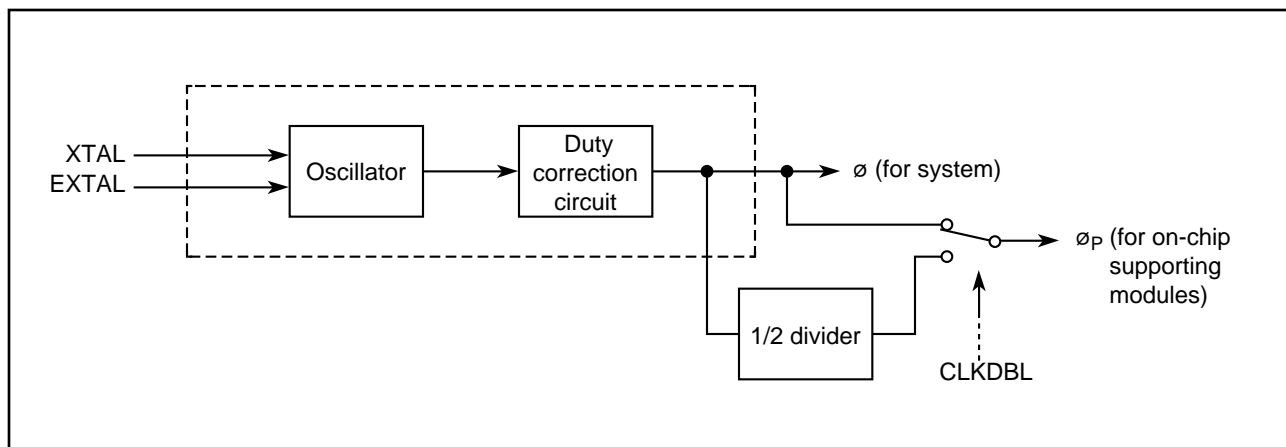 XTAL
EXTAL
Oscillator
Duty
correction
circuit
ø (for system)
øP (for on-chip
supporting
modules)
1/2 divider
CLKDBL